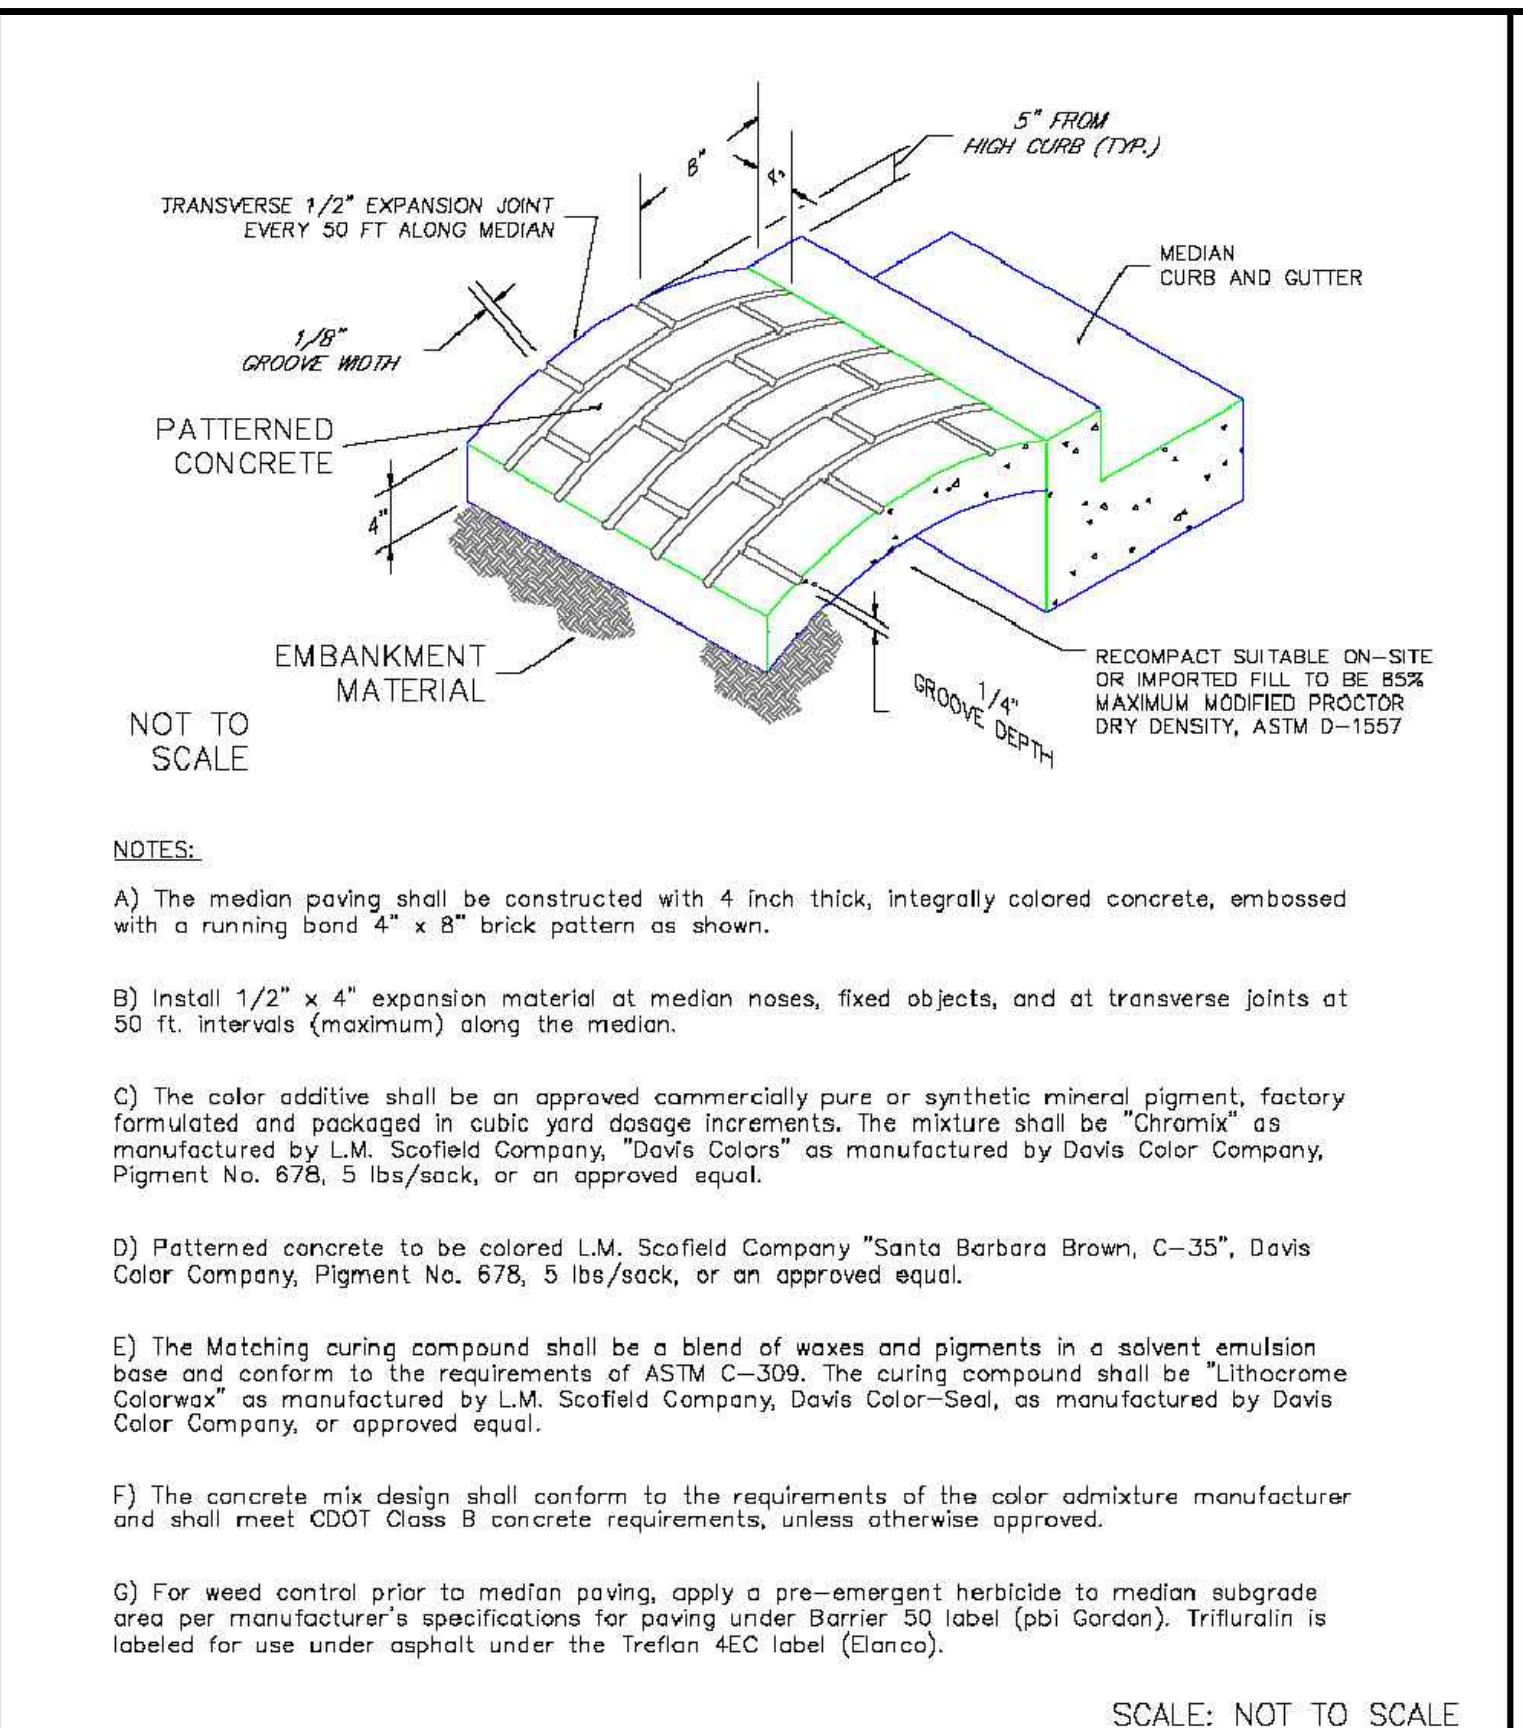 5" FROM
HIGH CURB (TYP.)
8"
4"
TRANSVERSE 1/2" EXPANSION JOINT
EVERY 50 FT ALONG MEDIAN
MEDIAN
CURB AND GUTTER
1/8"
GROOVE WIDTH
PATTERNED
CONCRETE
4"
EMBANKMENT
MATERIAL
1/4"
GROOVE DEPTH
RECOMPACT SUITABLE ON-SITE
OR IMPORTED FILL TO BE 85%
MAXIMUM MODIFIED PROCTOR
DRY DENSITY, ASTM D-1557
NOT TO
SCALE
NOTES:
A) The median paving shall be constructed with 4 inch thick, integrally colored concrete, embossed
with a running bond 4" x 8" brick pattern as shown.
B) Install 1/2" x 4" expansion material at median noses, fixed objects, and at transverse joints at
50 ft. intervals (maximum) along the median.
C) The color additive shall be an approved commercially pure or synthetic mineral pigment, factory
formulated and packaged in cubic yard dosage increments. The mixture shall be "Chromix" as
manufactured by L.M. Scofield Company, "Davis Colors" as manufactured by Davis Color Company,
Pigment No. 678, 5 lbs/sack, or an approved equal.
D) Patterned concrete to be colored L.M. Scofield Company "Santa Barbara Brown, C-35", Davis
Color Company, Pigment No. 678, 5 lbs/sack, or an approved equal.
E) The Matching curing compound shall be a blend of waxes and pigments in a solvent emulsion
base and conform to the requirements of ASTM C-309. The curing compound shall be "Lithocrome
Colorwax" as manufactured by L.M. Scofield Company, Davis Color-Seal, as manufactured by Davis
Color Company, or approved equal.
F) The concrete mix design shall conform to the requirements of the color admixture manufacturer
and shall meet CDOT Class B concrete requirements, unless otherwise approved.
G) For weed control prior to median paving, apply a pre-emergent herbicide to median subgrade
area per manufacturer's specifications for paving under Barrier 50 label (pbi Gordon). Trifluralin is
labeled for use under asphalt under the Treflan 4EC label (Elanco).
SCALE: NOT TO SCALE